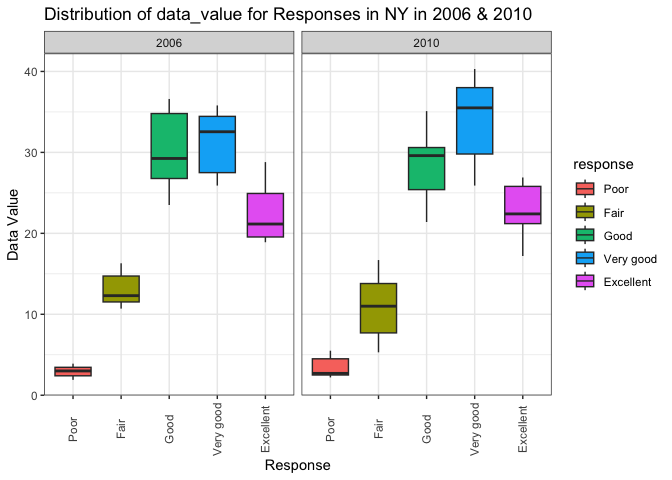 Distribution of data_value for Responses in NY in 2006 & 2010
2006
2010
Data Value
40
30
20
10
0
Poor
Fair
Good
Very good
Excellent
Poor
Fair
Good
Very good
Excellent
Response
response
Poor
Fair
Good
Very good
Excellent